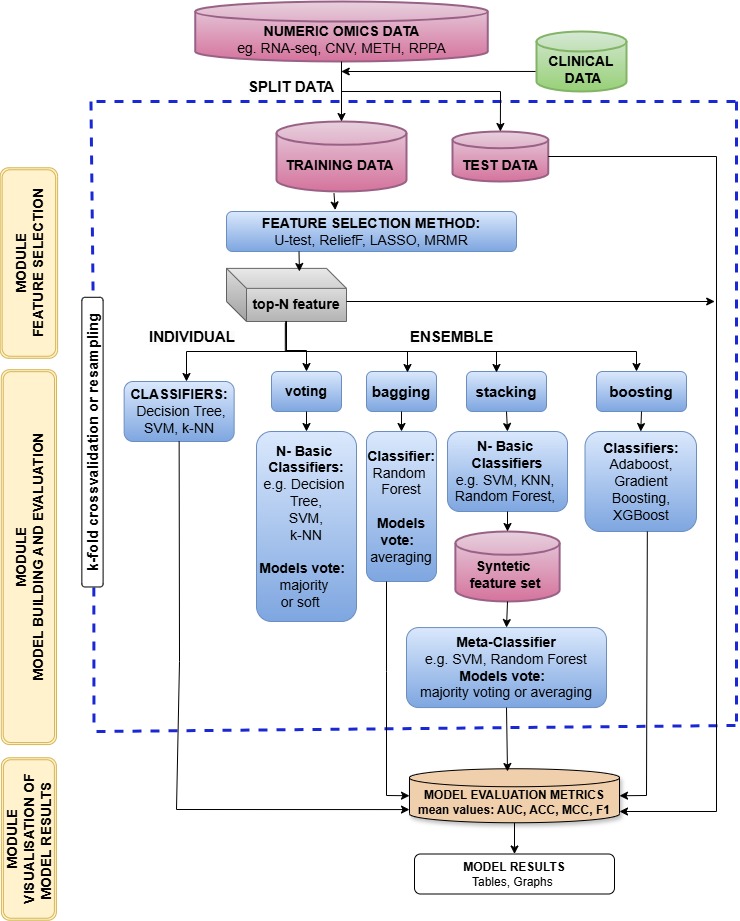 NUMERIC OMICS DATA
eg. RNA-seq, CNV, METH, RPPA
CLINICAL
DATA
SPLIT DATA
TRAINING DATA
TEST DATA
MODULE
FEATURE SELECTION
FEATURE SELECTION METHOD:
U-test, ReliefF, LASSO, MRMR
top-N feature
k-fold crossvalidation or resampling
INDIVIDUAL
ENSEMBLE
MODULE
MODEL BUILDING AND EVALUATION
CLASSIFIERS:
Decision Tree,
SVM, k-NN
voting
bagging
stacking
boosting
N- Basic
Classifiers:
e.g. Decision
Tree,
SVM,
k-NN
Models vote:
majority
or soft
Classifier:
Random
Forest
Models
vote:
averaging
N- Basic
Classifiers
e.g. SVM, KNN,
Random Forest,
Classifiers:
Adaboost,
Gradient
Boosting,
XGBoost
Syntetic
feature set
Meta-Classifier
e.g. SVM, Random Forest
Models vote:
majority voting or averaging
MODULE
VISUALISATION OF
MODEL RESULTS
MODEL EVALUATION METRICS
mean values: AUC, ACC, MCC, F1
MODEL RESULTS
Tables, Graphs